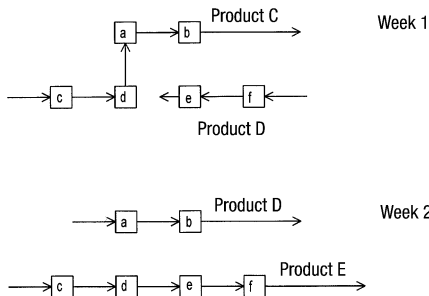 Product C
Week 1
a b
c d e f
Product D
Product D
Week 2
a b
Product E
c d e f